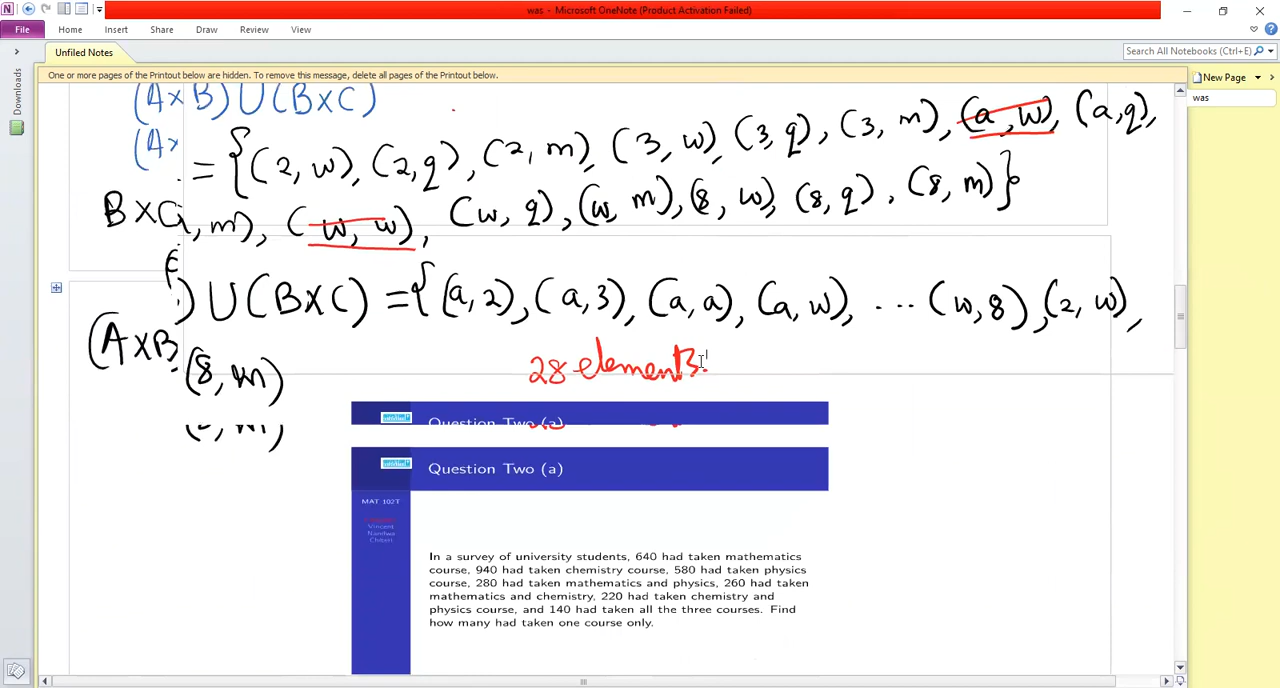 was - Microsoft OneNote (Product Activation Failed)
File Home Insert Share Draw Review View
Unfiled Notes
Search All Notebooks (Ctrl+E)
One or more pages of the Printout below are hidden. To remove this message, delete all pages of the Printout below.
New Page
was
Downloads
(A×B) U (B×C)
(A×
= {(2, w), (2, q), (2, m), (3, w), (3, q), (3, m), (a, w), (a, q),
B×C
, m), (w, w), (w, q), (w, m), (8, w), (8, q), (8, m)}
) U (B×C) = {(a, 2), (a, 3), (a, a), (a, w), ... (w, 8), (2, w),
(A×B
(8, m)
28 elements.
Question Two (a)
Question Two (a)
MAT 102T
Vincent
Nandwa
Chiteri
In a survey of university students, 640 had taken mathematics
course, 940 had taken chemistry course, 580 had taken physics
course, 280 had taken mathematics and physics, 260 had taken
mathematics and chemistry, 220 had taken chemistry and
physics course, and 140 had taken all the three courses. Find
how many had taken one course only.